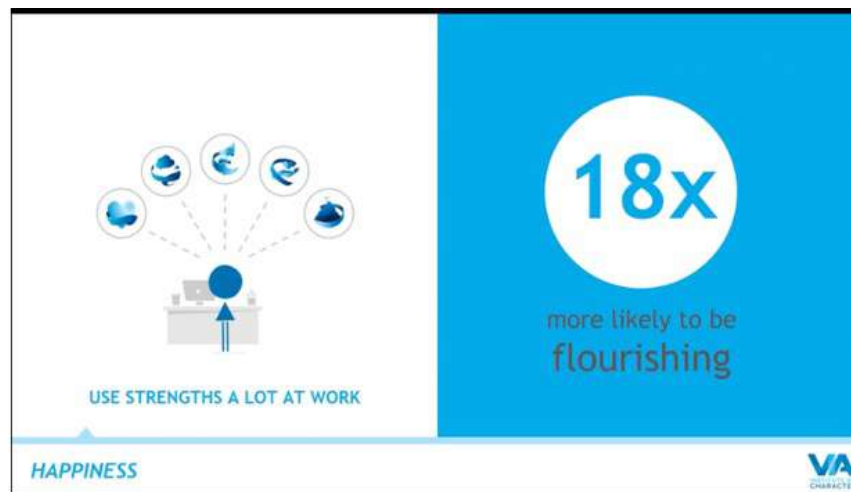 18x
more likely to be
flourishing
USE STRENGTHS A LOT AT WORK
HAPPINESS
VIA